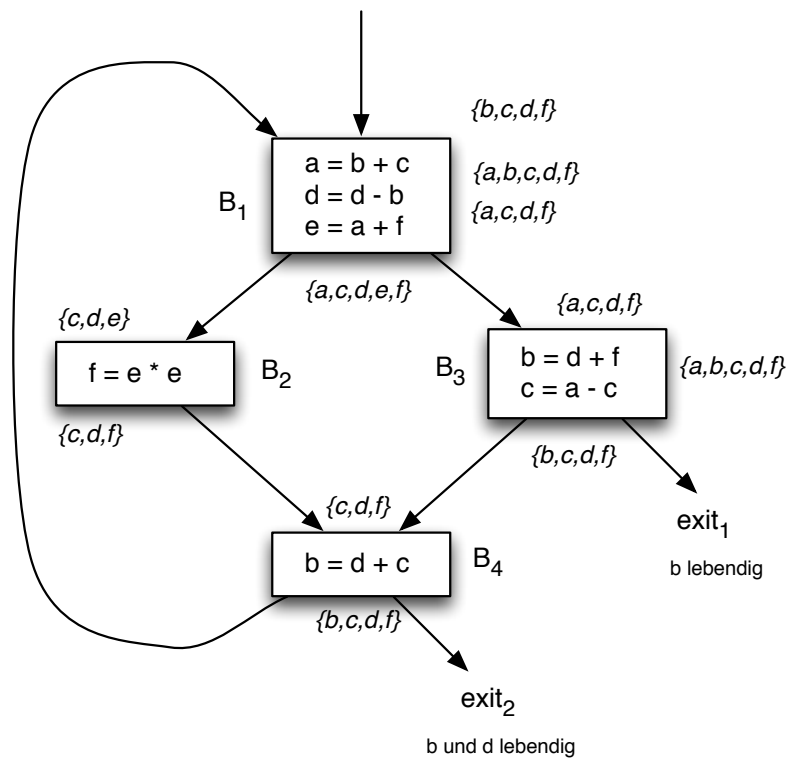 {b,c,d,f}
a = b + c
{a,b,c,d,f}
d = d - b
B1
{a,c,d,f}
e = a + f
{a,c,d,e,f}
{c,d,e}
{a,c,d,f}
f = e * e
B2
B3
b = d + f
{a,b,c,d,f}
c = a - c
{c,d,f}
{b,c,d,f}
{c,d,f}
exit1
b = d + c
B4
b lebendig
{b,c,d,f}
exit2
b und d lebendig